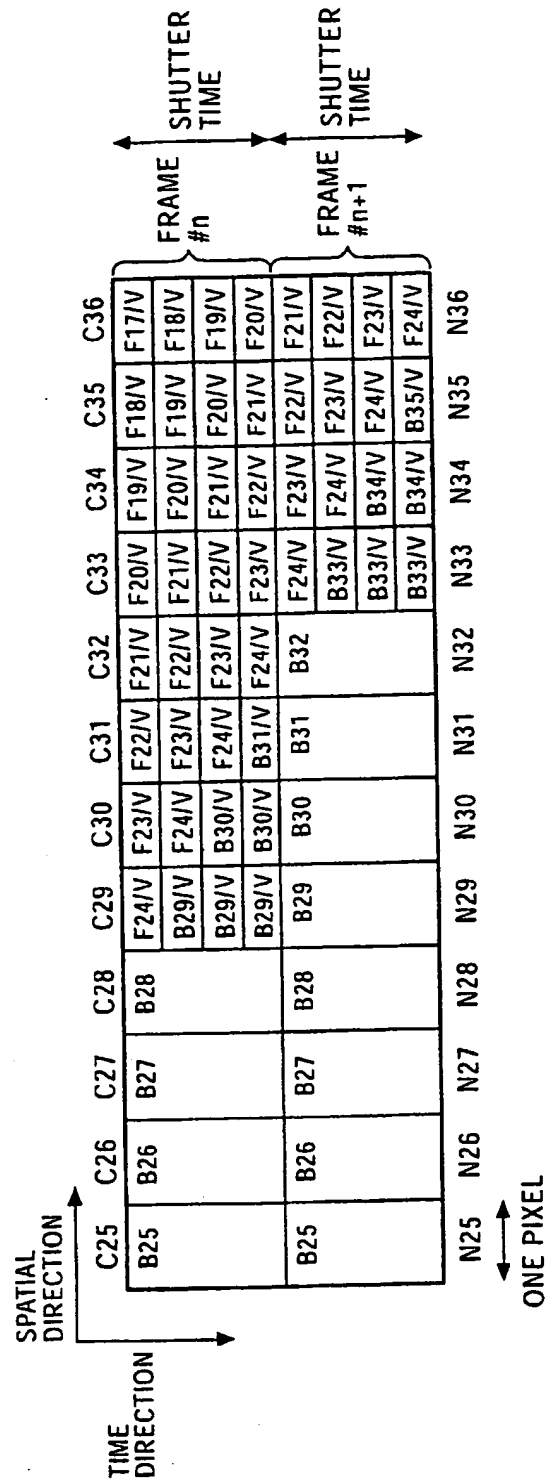 SPATIAL
DIRECTION
TIME
DIRECTION
C25 C26 C27 C28 C29 C30 C31 C32 C33 C34 C35 C36
B25 B26 B27 B28 F24/V F23/V F22/V F21/V F20/V F19/V F18/V F17/V
B29/V F24/V F23/V F22/V F21/V F20/V F19/V F18/V
B29/V B30/V F24/V F23/V F22/V F21/V F20/V F19/V
B29/V B30/V B31/V F24/V F23/V F22/V F21/V F20/V
FRAME
#n
SHUTTER
TIME
B25 B26 B27 B28 B29 B30 B31 B32 F24/V F23/V F22/V F21/V
B33/V F24/V F23/V F22/V
B33/V B34/V F24/V F23/V
B33/V B34/V B35/V F24/V
FRAME
#n+1
SHUTTER
TIME
N25 N26 N27 N28 N29 N30 N31 N32 N33 N34 N35 N36
ONE PIXEL